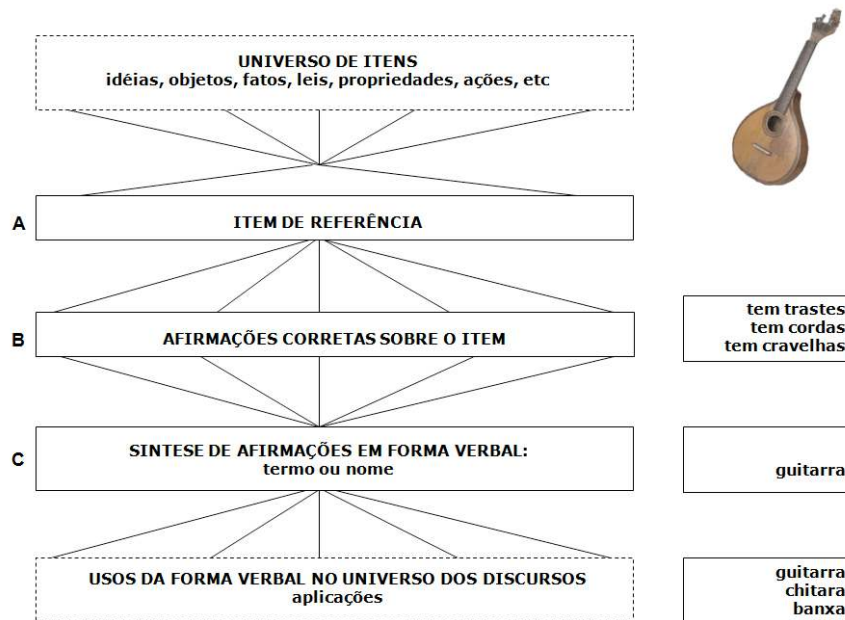 UNIVERSO DE ITENS
idéias, objetos, fatos, leis, propriedades, ações, etc
A
ITEM DE REFERÊNCIA
B
AFIRMAÇÕES CORRETAS SOBRE O ITEM
tem trastes
tem cordas
tem cravelhas
C
SINTESE DE AFIRMAÇÕES EM FORMA VERBAL:
termo ou nome
guitarra
USOS DA FORMA VERBAL NO UNIVERSO DOS DISCURSOS
aplicações
guitarra
chitara
banxa